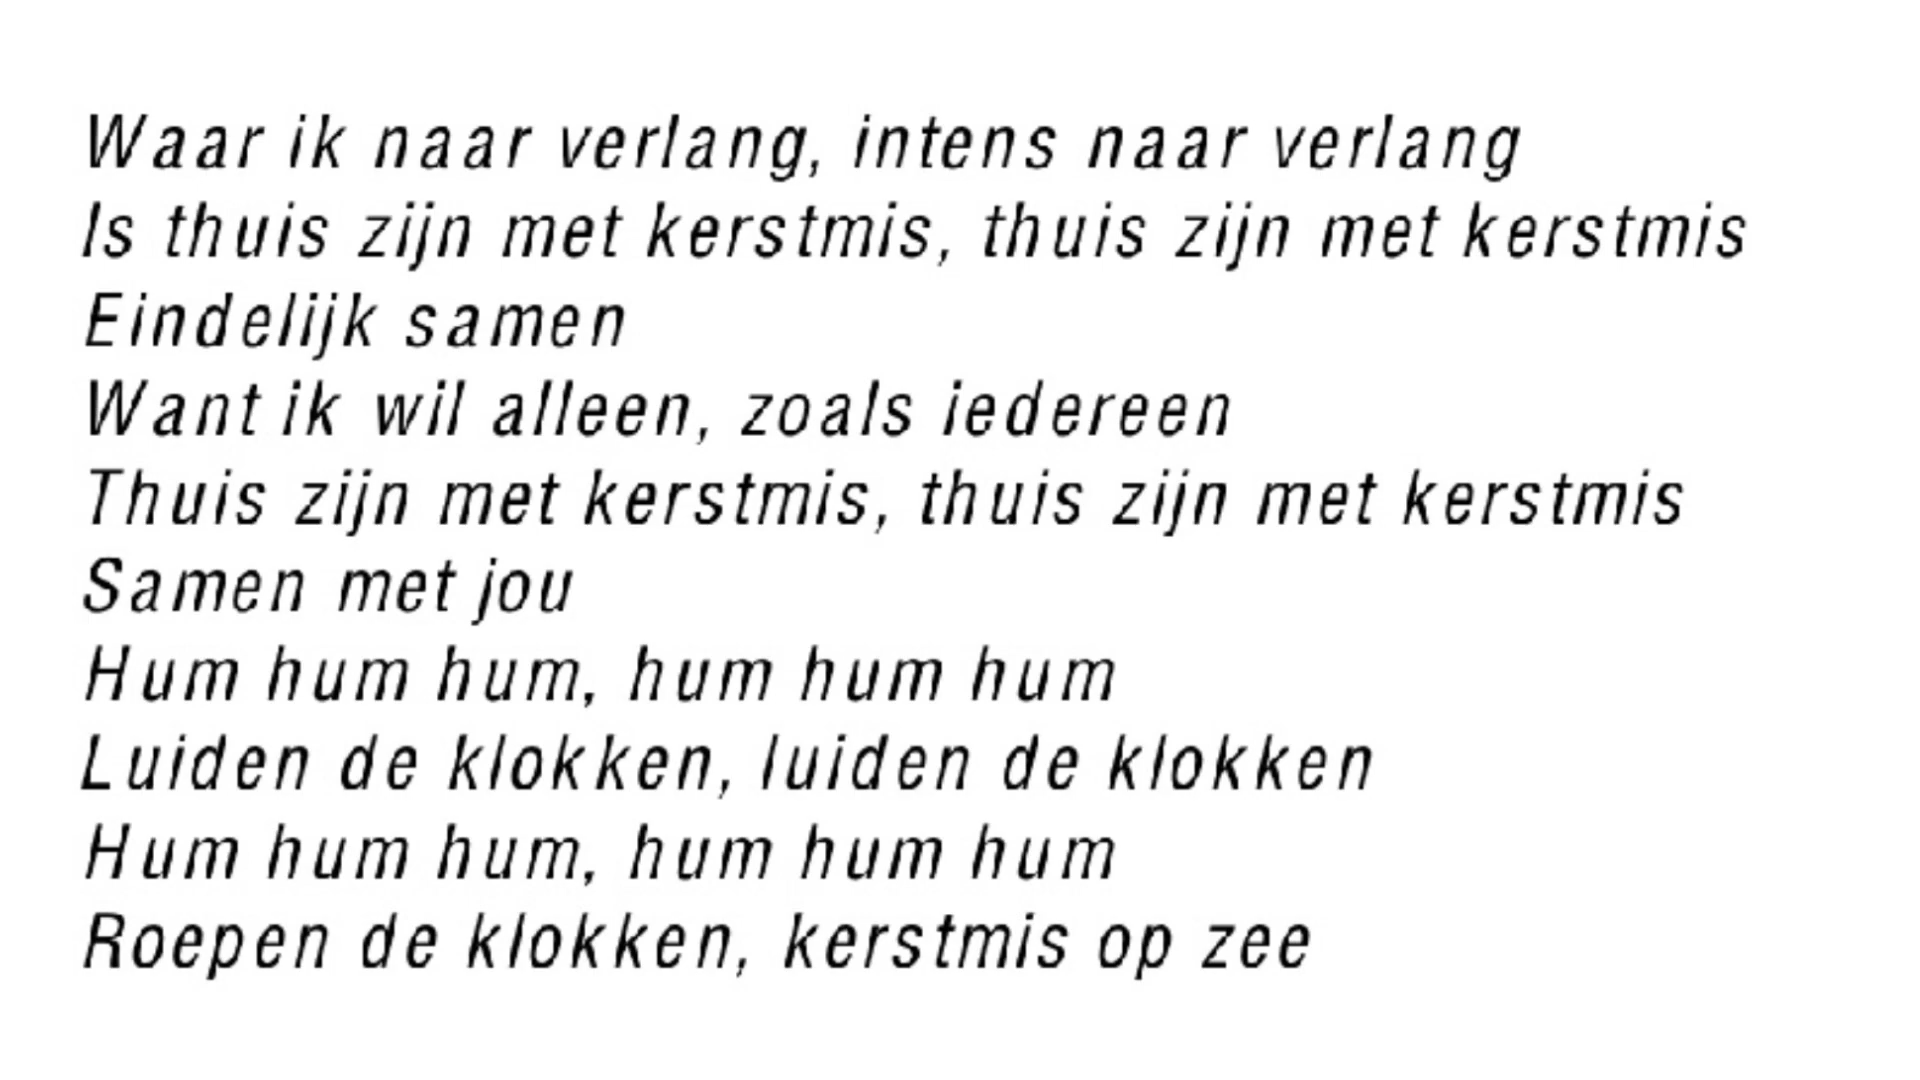 Waar ik naar verlang, intens naar verlang
Is thuis zijn met kerstmis, thuis zijn met kerstmis
Eindelijk samen
Want ik wil alleen, zoals iedereen
Thuis zijn met kerstmis, thuis zijn met kerstmis
Samen met jou
Hum hum hum, hum hum hum
Luiden de klokken, luiden de klokken
Hum hum hum, hum hum hum
Roepen de klokken, kerstmis op zee